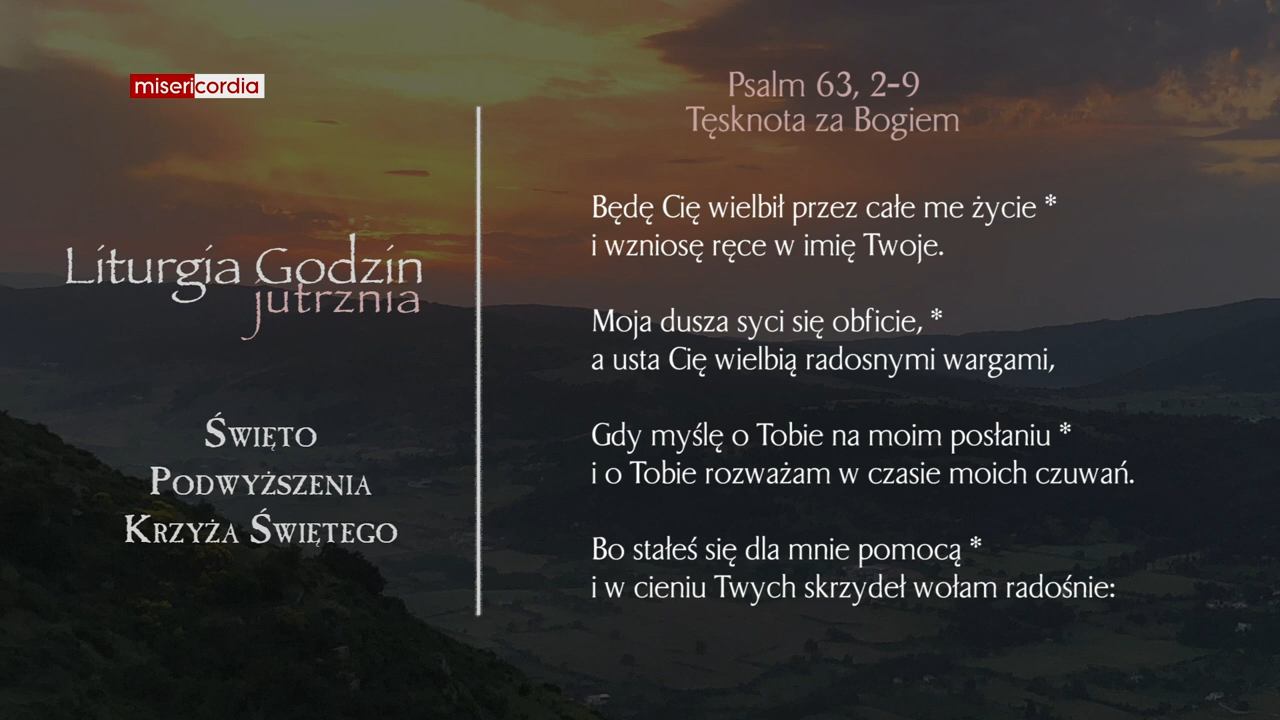 misericordia
Liturgia Godzin
jutrznia
Święto
Podwyższenia
Krzyża Świętego
Psalm 63, 2-9
Tęsknota za Bogiem
Będę Cię wielbił przez całe me życie *
i wzniosę ręce w imię Twoje.
Moja dusza syci się obficie, *
a usta Cię wielbią radosnymi wargami,
Gdy myślę o Tobie na moim posłaniu *
i o Tobie rozważam w czasie moich czuwań.
Bo stałeś się dla mnie pomocą *
i w cieniu Twych skrzydeł wołam radośnie: